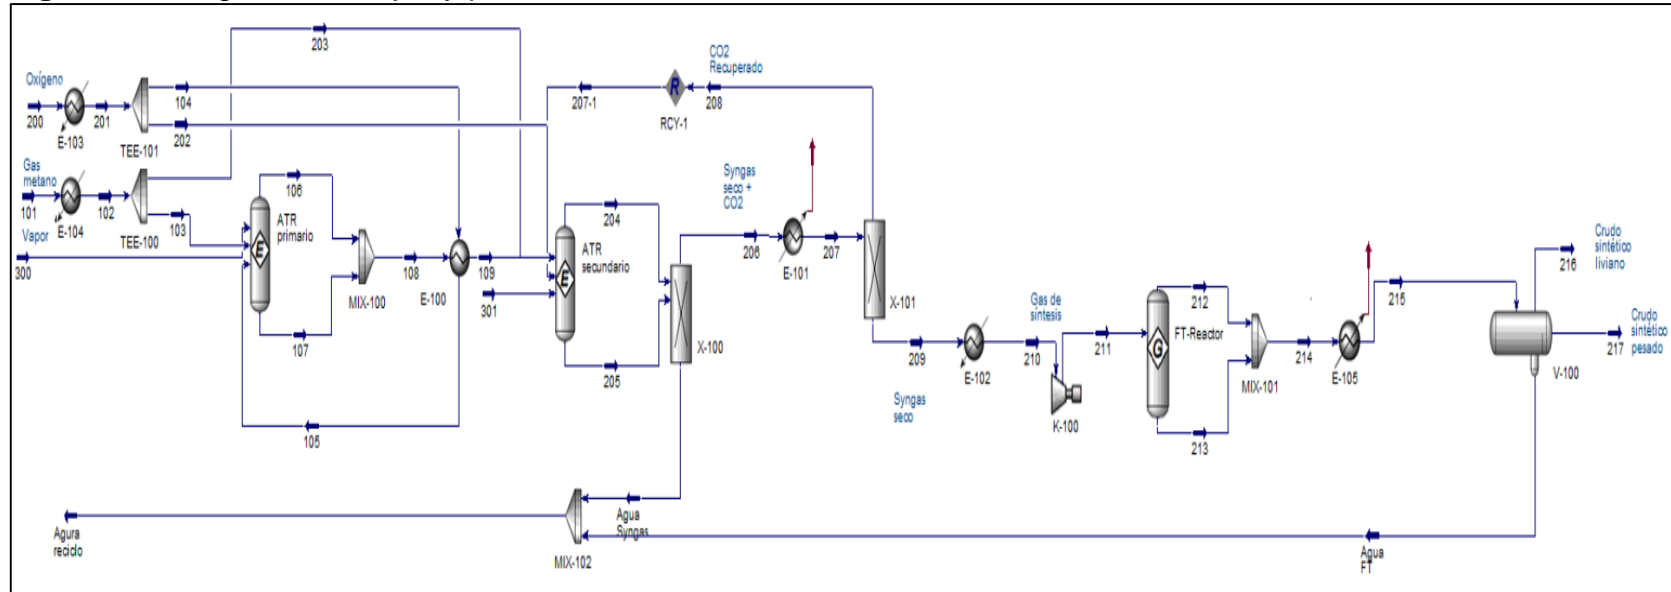 203
CO2
Recuperado
Oxígeno
104
207-1
208
200
201
202
RCY-1
E-103
TEE-101
Gas
metano
106
Syngas
seco +
CO2
204
101
102
103
ATR
primario
E-104
TEE-100
Vapor
300
108
109
ATR
secundario
206
207
E-101
MIX-100
E-100
301
107
X-101
X-100
205
105
Gas de
síntesis
209
210
211
E-102
Syngas
seco
K-100
212
FT-Reactor
213
214
MIX-101
E-105
215
Crudo
sintético
liviano
216
Crudo
sintético
pesado
217
V-100
Agura
reciclo
MIX-102
Agua
Syngas
Agua
FT